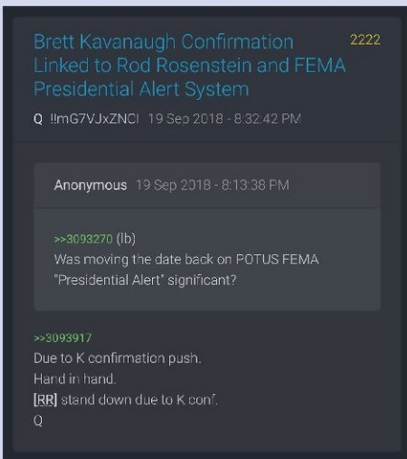 Brett Kavanaugh Confirmation 2222
Linked to Rod Rosenstein and FEMA
Presidential Alert System
Q !!mG7VJxZNCI 19 Sep 2018 - 8:32:42 PM
Anonymous 19 Sep 2018 - 8:13:38 PM
>>3093270 (lb)
Was moving the date back on POTUS FEMA
"Presidential Alert" significant?
>>3093917
Due to K confirmation push.
Hand in hand.
[RR] stand down due to K conf.
Q